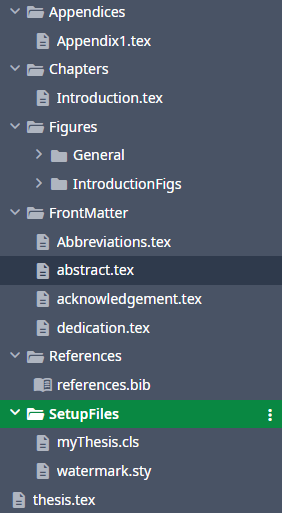 Appendices
Appendix1.tex
Chapters
Introduction.tex
Figures
General
IntroductionFigs
FrontMatter
Abbreviations.tex
abstract.tex
acknowledgement.tex
dedication.tex
References
references.bib
SetupFiles
myThesis.cls
watermark.sty
thesis.tex